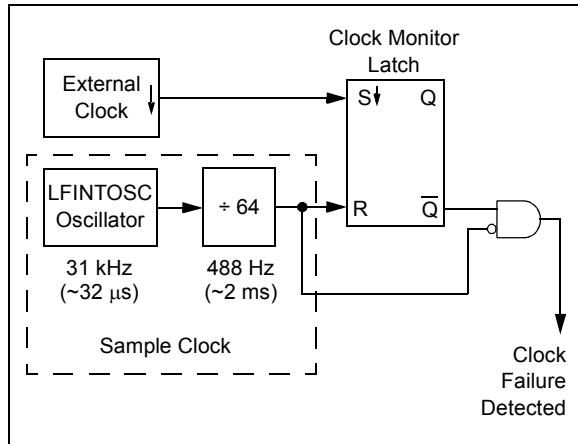 Clock Monitor
Latch
External
Clock
S
Q
LFINTOSC
Oscillator
÷ 64
R
Q̅
31 kHz
(~32 μs)
488 Hz
(~2 ms)
Sample Clock
Clock
Failure
Detected